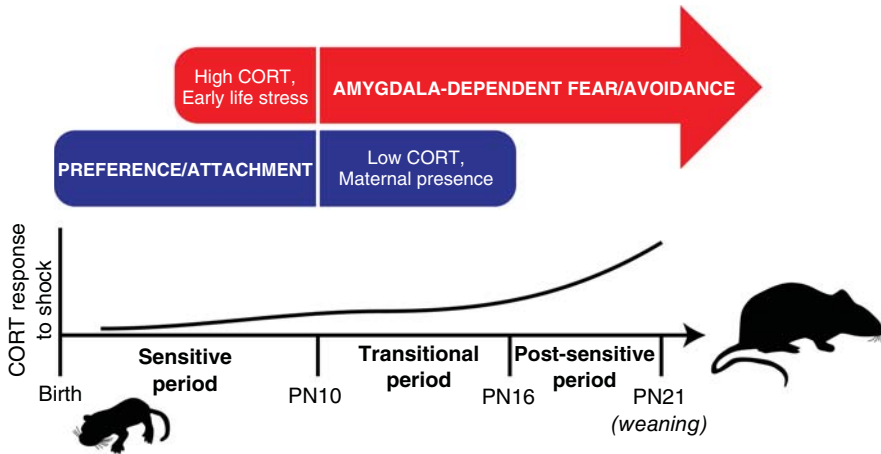 High CORT,
Early life stress
AMYGDALA-DEPENDENT FEAR/AVOIDANCE
PREFERENCE/ATTACHMENT
Low CORT,
Maternal presence
CORT response
to shock
Sensitive
period
Transitional
period
Post-sensitive
period
Birth
PN10
PN16
PN21
(weaning)